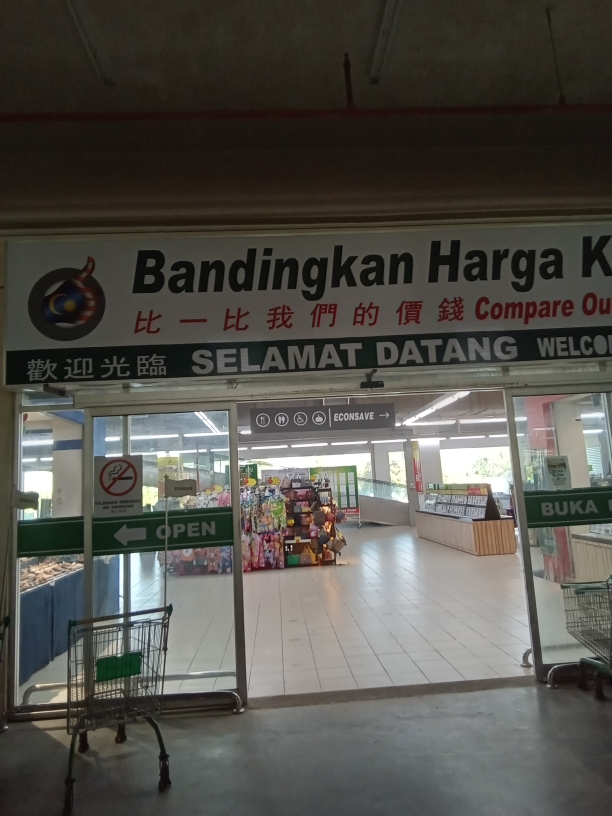 Bandingkan Harga K
比一比我們的價錢 Compare Ou
歡迎光臨 SELAMAT DATANG WELCO
ECONSAVE →
← OPEN
BUKA